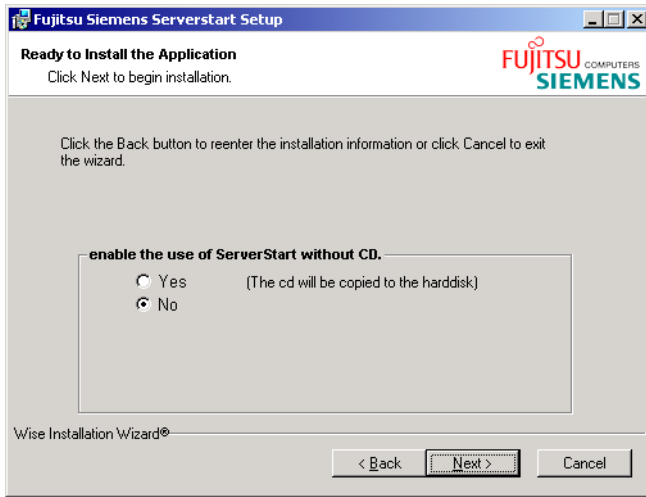 Fujitsu Siemens Serverstart Setup
Ready to Install the Application
Click Next to begin installation.
FUJITSU COMPUTERS
SIEMENS
Click the Back button to reenter the installation information or click Cancel to exit
the wizard.
enable the use of ServerStart without CD.
Yes (The cd will be copied to the harddisk)
No
Wise Installation Wizard®
< Back Next > Cancel